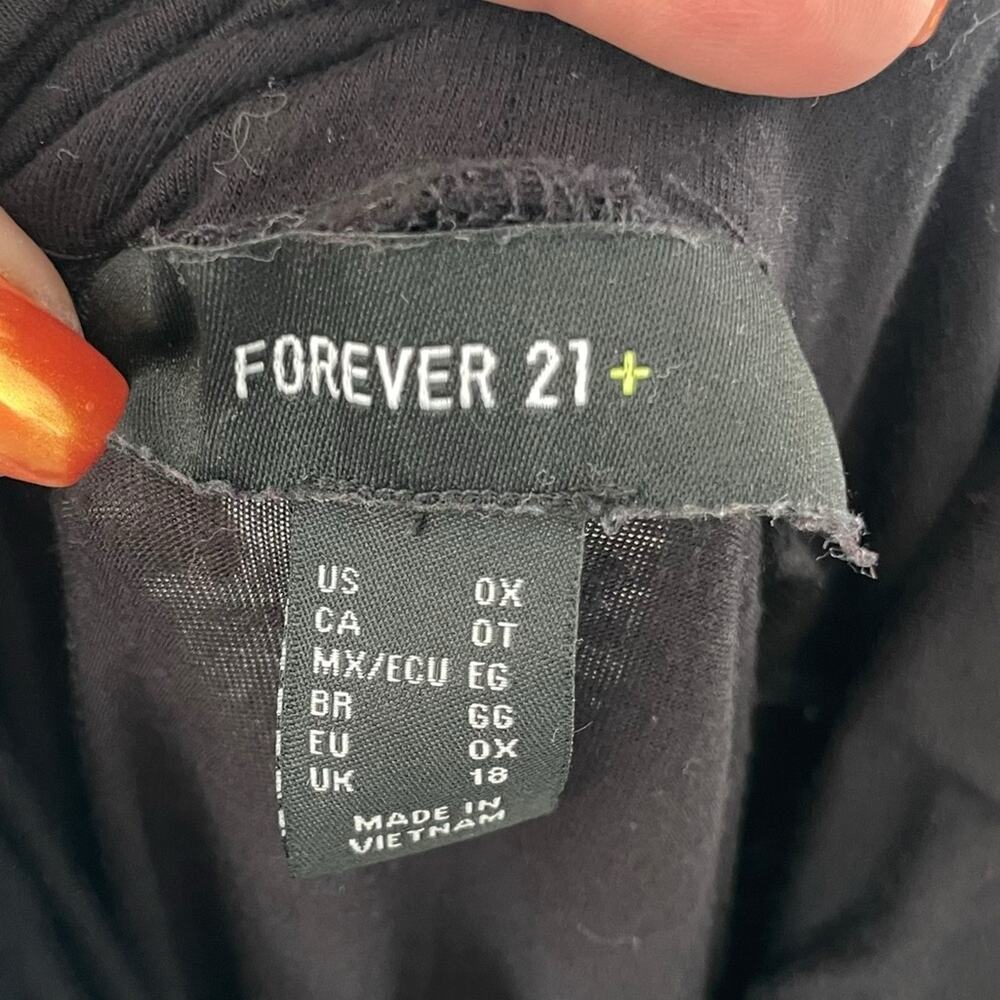 FOREVER 21+
US 0X
CA 0T
MX/ECU EG
BR GG
EU 0X
UK 18
MADE IN
VIETNAM